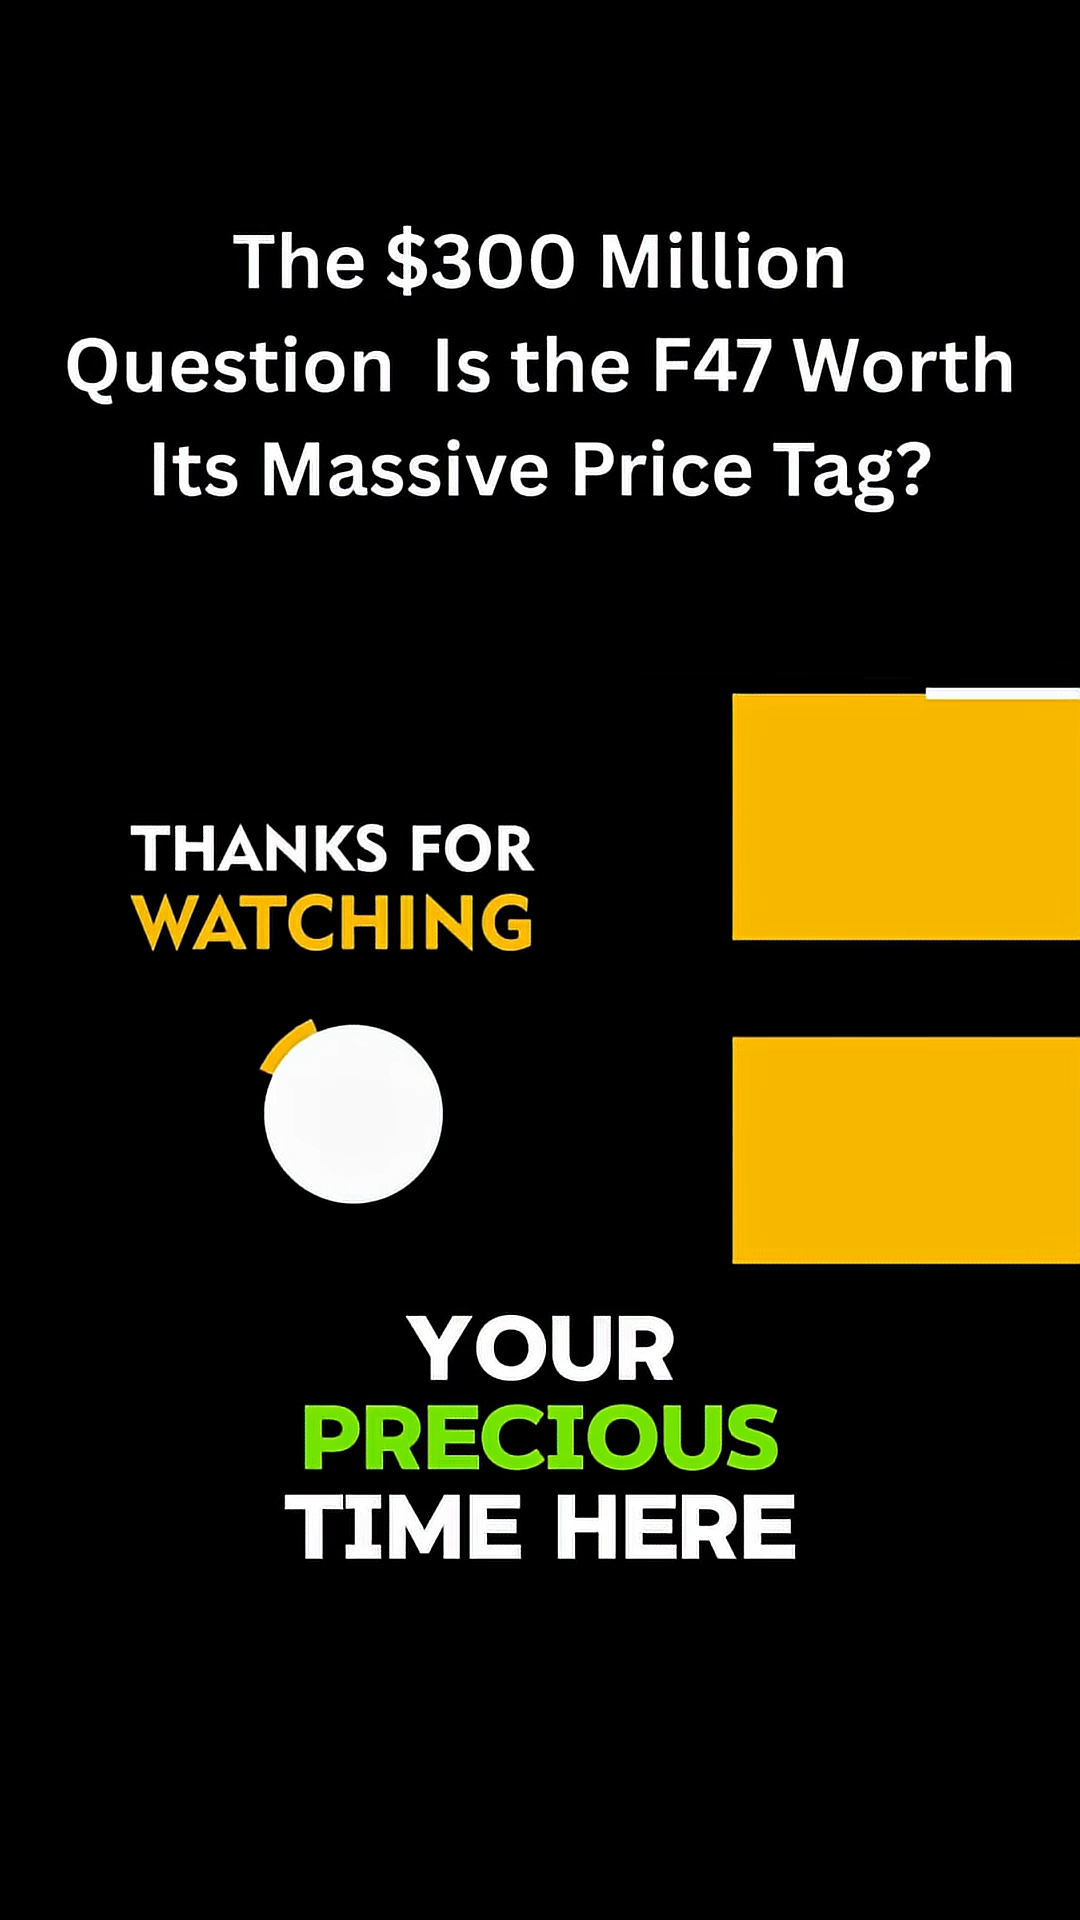 The $300 Million
Question  Is the F47 Worth
Its Massive Price Tag?
THANKS FOR
WATCHING
YOUR
PRECIOUS
TIME HERE